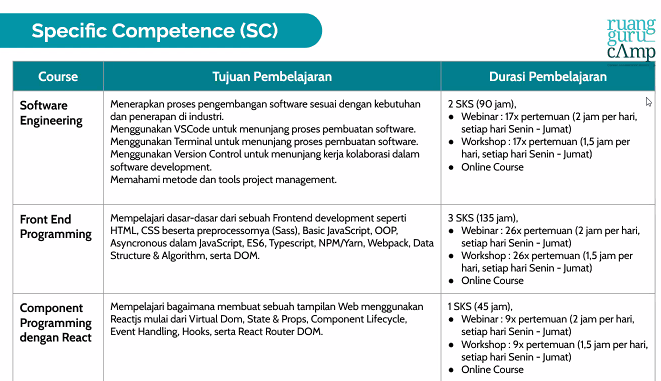 Specific Competence (SC)
ruang
guru
cAmp
Course
Tujuan Pembelajaran
Durasi Pembelajaran
Software
Engineering
Menerapkan proses pengembangan software sesuai dengan kebutuhan
dan penerapan di industri.
Menggunakan VSCode untuk menunjang proses pembuatan software.
Menggunakan Terminal untuk menunjang proses pembuatan software.
Menggunakan Version Control untuk menunjang kerja kolaborasi dalam
software development.
Memahami metode dan tools project management.
2 SKS (90 jam),
● Webinar : 17x pertemuan (2 jam per hari,
setiap hari Senin - Jumat)
● Workshop : 17x pertemuan (1,5 jam per
hari, setiap hari Senin - Jumat)
● Online Course
Front End
Programming
Mempelajari dasar-dasar dari sebuah Frontend development seperti
HTML, CSS beserta preprocessornya (Sass), Basic JavaScript, OOP,
Asyncronous dalam JavaScript, ES6, Typescript, NPM/Yarn, Webpack, Data
Structure & Algorithm, serta DOM.
3 SKS (135 jam),
● Webinar : 26x pertemuan (2 jam per hari,
setiap hari Senin - Jumat)
● Workshop : 26x pertemuan (1,5 jam per
hari, setiap hari Senin - Jumat)
● Online Course
Component
Programming
dengan React
Mempelajari bagaimana membuat sebuah tampilan Web menggunakan
Reactjs mulai dari Virtual Dom, State & Props, Component Lifecycle,
Event Handling, Hooks, serta React Router DOM.
1 SKS (45 jam),
● Webinar : 9x pertemuan (2 jam per hari,
setiap hari Senin - Jumat)
● Workshop : 9x pertemuan (1,5 jam per hari,
setiap hari Senin - Jumat)
● Online Course